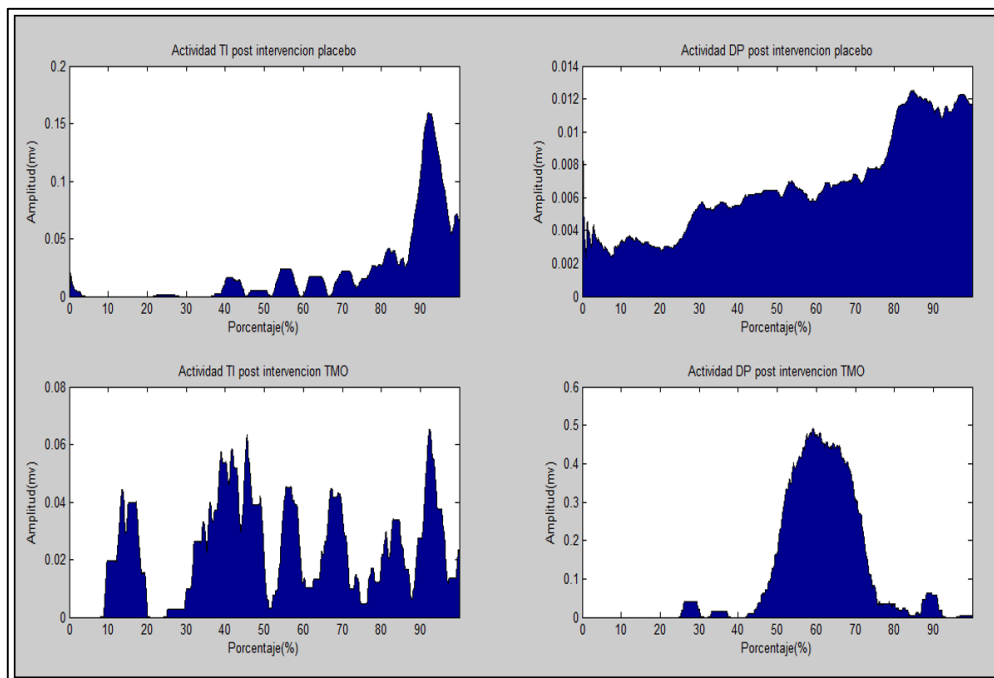 Actividad TI post intervencion placebo
0.2
0.15
0.1
0.05
0
Amplitud(mv)
0 10 20 30 40 50 60 70 80 90
Porcentaje(%)
Actividad DP post intervencion placebo
0.014
0.012
0.01
0.008
0.006
0.004
0.002
0
Amplitud(mv)
0 10 20 30 40 50 60 70 80 90
Porcentaje(%)
Actividad TI post intervencion TMO
0.08
0.06
0.04
0.02
0
Amplitud(mv)
0 10 20 30 40 50 60 70 80 90
Porcentaje(%)
Actividad DP post intervencion TMO
0.6
0.5
0.4
0.3
0.2
0.1
0
Amplitud(mv)
0 10 20 30 40 50 60 70 80 90
Porcentaje(%)